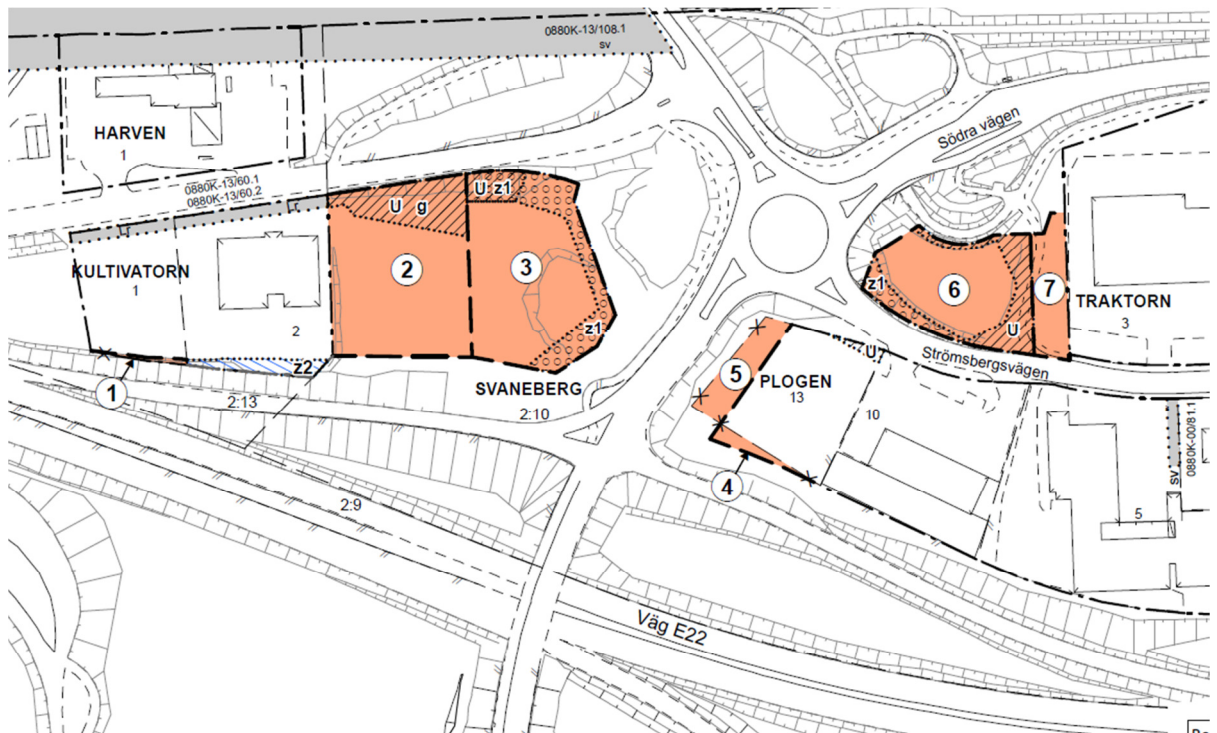 0880K-13/108.1
sv
HARVEN
1
Södra vägen
0880K-13/60.1
0880K-13/60.2
r
r
U g
U z1
KULTIVATORN
1
2
2
3
z1
z1
6
7
U
TRAKTORN
3
z2
1
2:13
SVANEBERG
2:10
5
PLOGEN
13
U
10
Strömsbergsvägen
4
0880K-00/81.1
sv
5
2:9
Väg E22